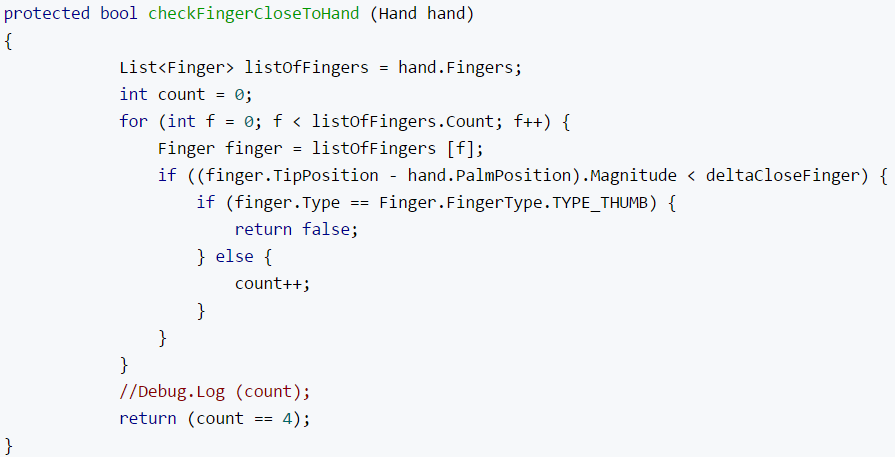 protected bool checkFingerCloseToHand (Hand hand)
{
            List<Finger> listOfFingers = hand.Fingers;
            int count = 0;
            for (int f = 0; f < listOfFingers.Count; f++) {
                Finger finger = listOfFingers [f];
                if ((finger.TipPosition - hand.PalmPosition).Magnitude < deltaCloseFinger) {
                    if (finger.Type == Finger.FingerType.TYPE_THUMB) {
                        return false;
                    } else {
                        count++;
                    }
                }
            }
            //Debug.Log (count);
            return (count == 4);
}